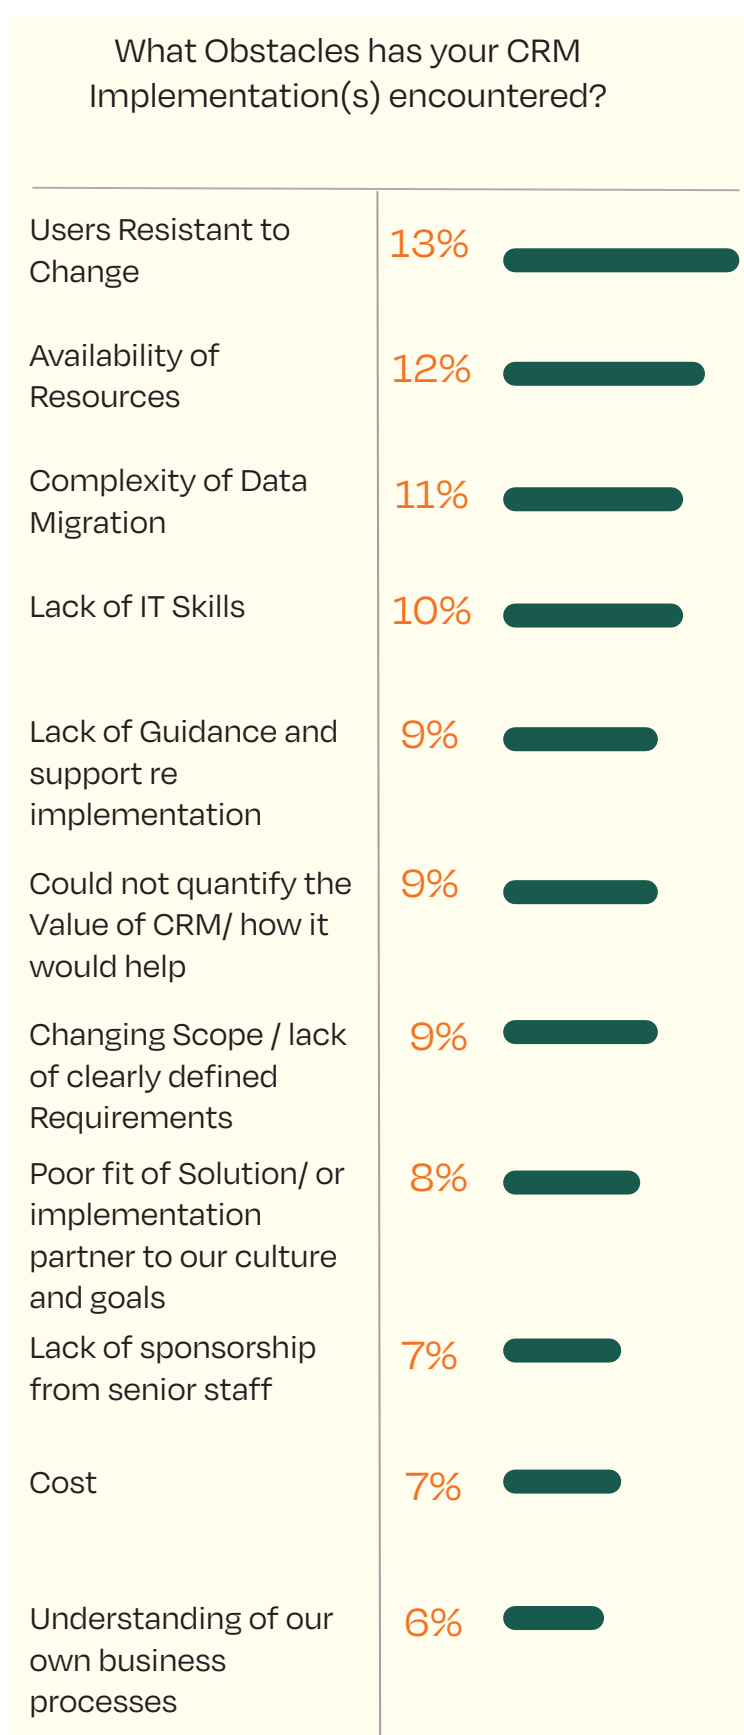 What Obstacles has your CRM
Implementation(s) encountered?
Users Resistant to
Change
13%
Availability of
Resources
12%
Complexity of Data
Migration
11%
Lack of IT Skills
10%
Lack of Guidance and
support re
implementation
9%
Could not quantify the
Value of CRM/ how it
would help
9%
Changing Scope / lack
of clearly defined
Requirements
9%
Poor fit of Solution/ or
implementation
partner to our culture
and goals
8%
Lack of sponsorship
from senior staff
7%
Cost
7%
Understanding of our
own business
processes
6%